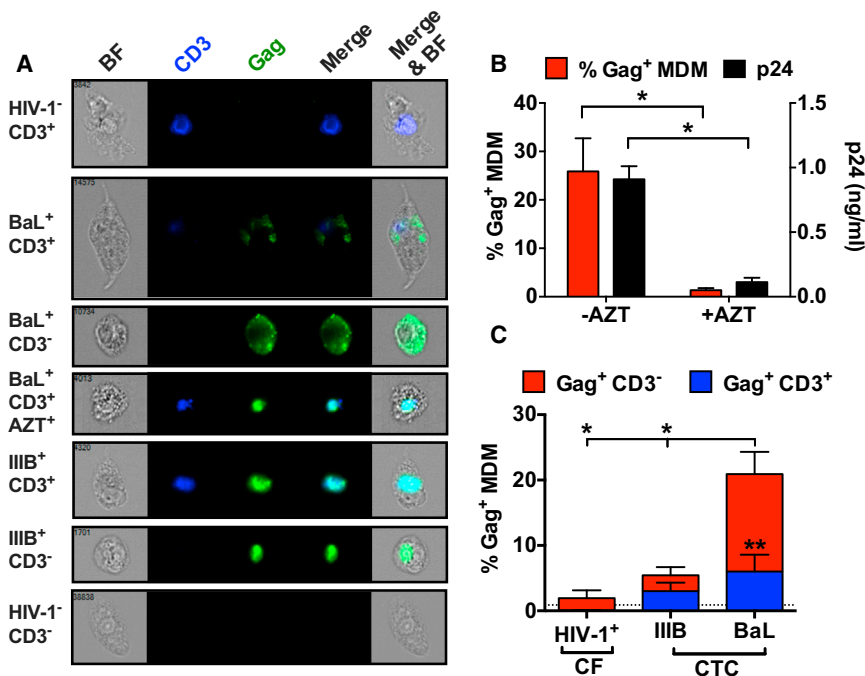 A
BF
CD3
Gag
Merge
Merge & BF
HIV-1- CD3+
3842
BaL+ CD3+
14575
BaL+ CD3-
10734
BaL+ CD3+ AZT+
4013
IIIB+ CD3+
4320
IIIB+ CD3-
1701
HIV-1- CD3-
38838
B
% Gag+ MDM
p24
% Gag+ MDM
40
30
20
10
0
*
*
1.5
1.0
0.5
0.0
p24 (ng/ml)
-AZT
+AZT
C
Gag+ CD3-
Gag+ CD3+
% Gag+ MDM
30
20
10
0
*
*
**
HIV-1+
IIIB
BaL
CF
CTC